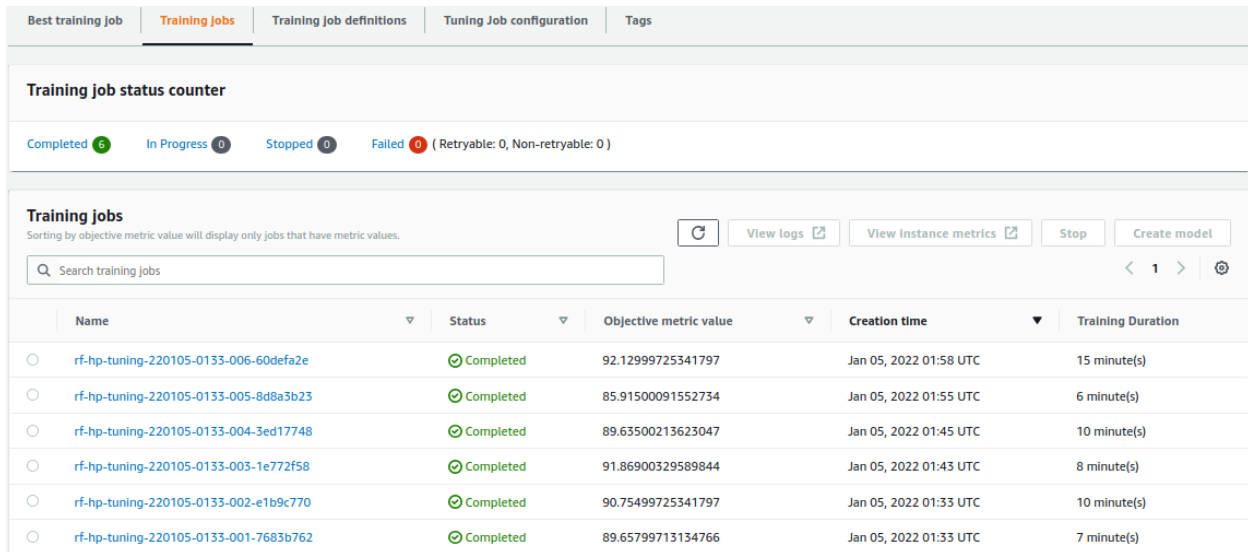 Best training job Training jobs Training job definitions Tuning Job configuration Tags
Training job status counter
Completed 6 In Progress 0 Stopped 0 Failed 0 ( Retryable: 0, Non-retryable: 0 )
Training jobs
Sorting by objective metric value will display only jobs that have metric values.
View logs View instance metrics Stop Create model
Search training jobs
1
Name Status Objective metric value Creation time Training Duration
rf-hp-tuning-220105-0133-006-60defa2e Completed 92.12999725341797 Jan 05, 2022 01:58 UTC 15 minute(s)
rf-hp-tuning-220105-0133-005-8d8a3b23 Completed 85.91500091552734 Jan 05, 2022 01:55 UTC 6 minute(s)
rf-hp-tuning-220105-0133-004-3ed17748 Completed 89.63500213623047 Jan 05, 2022 01:45 UTC 10 minute(s)
rf-hp-tuning-220105-0133-003-1e772f58 Completed 91.86900329589844 Jan 05, 2022 01:43 UTC 8 minute(s)
rf-hp-tuning-220105-0133-002-e1b9c770 Completed 90.75499725341797 Jan 05, 2022 01:33 UTC 10 minute(s)
rf-hp-tuning-220105-0133-001-7683b762 Completed 89.65799713134766 Jan 05, 2022 01:33 UTC 7 minute(s)